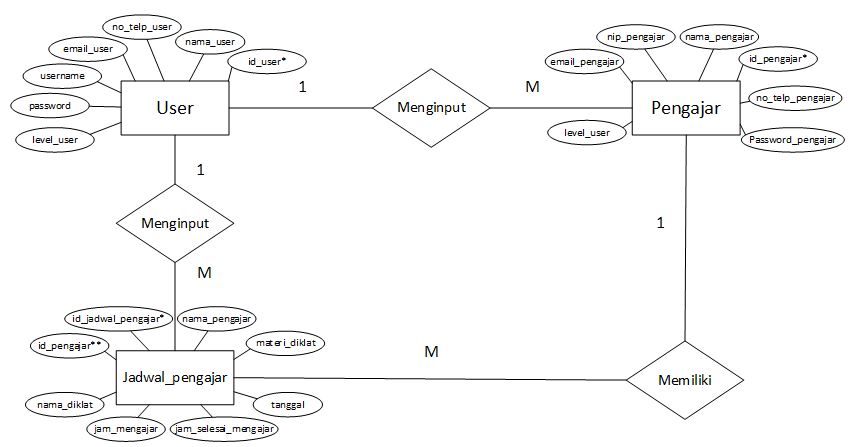 no_telp_user
nama_user
email_user
id_user*
username
password
level_user
User
1
Menginput
M
nip_pengajar
nama_pengajar
email_pengajar
id_pengajar*
no_telp_pengajar
level_user
Password_pengajar
Pengajar
1
Menginput
M
1
id_jadwal_pengajar*
nama_pengajar
id_pengajar**
materi_diklat
Jadwal_pengajar
M
Memiliki
nama_diklat
tanggal
jam_mengajar
jam_selesai_mengajar